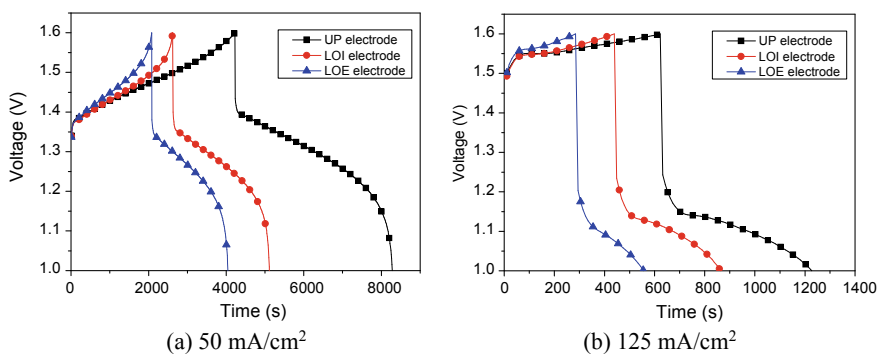 1.6
1.5
1.4
1.3
1.2
1.1
1.0
Voltage (V)
0 2000 4000 6000 8000
Time (s)
UP electrode
LOI electrode
LOE electrode
(a) 50 mA/cm²
1.6
1.5
1.4
1.3
1.2
1.1
1.0
Voltage (V)
0 200 400 600 800 1000 1200 1400
Time (s)
UP electrode
LOI electrode
LOE electrode
(b) 125 mA/cm²